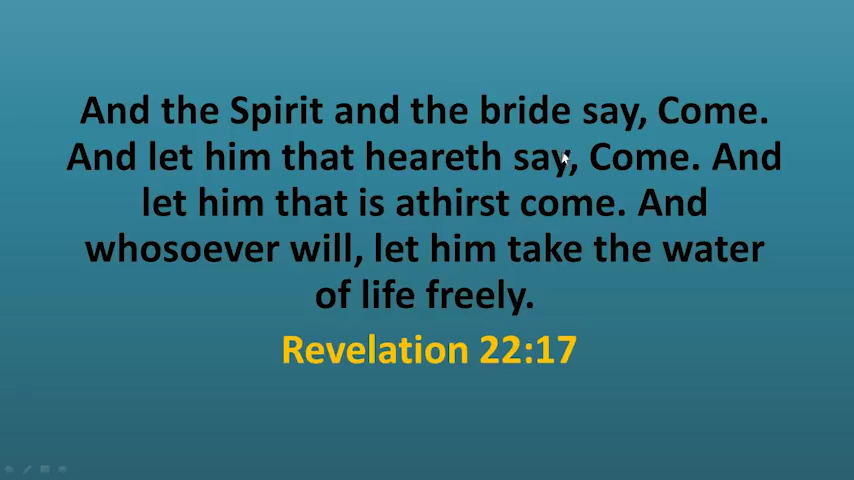 And the Spirit and the bride say, Come.
And let him that heareth say, Come. And
let him that is athirst come. And
whosoever will, let him take the water
of life freely.
Revelation 22:17